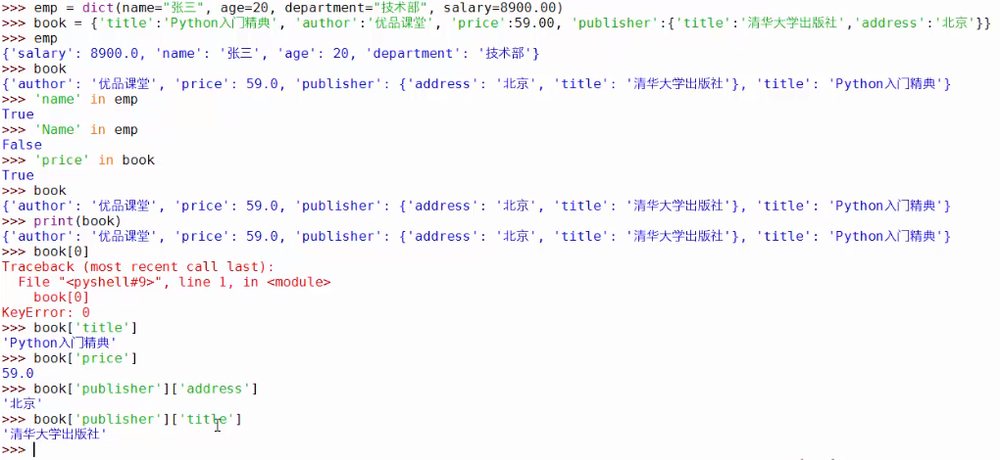 >>> emp = dict(name="张三", age=20, department="技术部", salary=8900.00)
>>> book = {'title':'Python入门精典', 'author':'优品课堂', 'price':59.00, 'publisher':{'title':'清华大学出版社','address':'北京'}}
>>> emp
{'salary': 8900.0, 'name': '张三', 'age': 20, 'department': '技术部'}
>>> book
{'author': '优品课堂', 'price': 59.0, 'publisher': {'address': '北京', 'title': '清华大学出版社'}, 'title': 'Python入门精典'}
>>> 'name' in emp
True
>>> 'Name' in emp
False
>>> 'price' in book
True
>>> book
{'author': '优品课堂', 'price': 59.0, 'publisher': {'address': '北京', 'title': '清华大学出版社'}, 'title': 'Python入门精典'}
>>> print(book)
{'author': '优品课堂', 'price': 59.0, 'publisher': {'address': '北京', 'title': '清华大学出版社'}, 'title': 'Python入门精典'}
>>> book[0]
Traceback (most recent call last):
  File "<pyshell#9>", line 1, in <module>
    book[0]
KeyError: 0
>>> book['title']
'Python入门精典'
>>> book['price']
59.0
>>> book['publisher']['address']
'北京'
>>> book['publisher']['title']
'清华大学出版社'
>>>